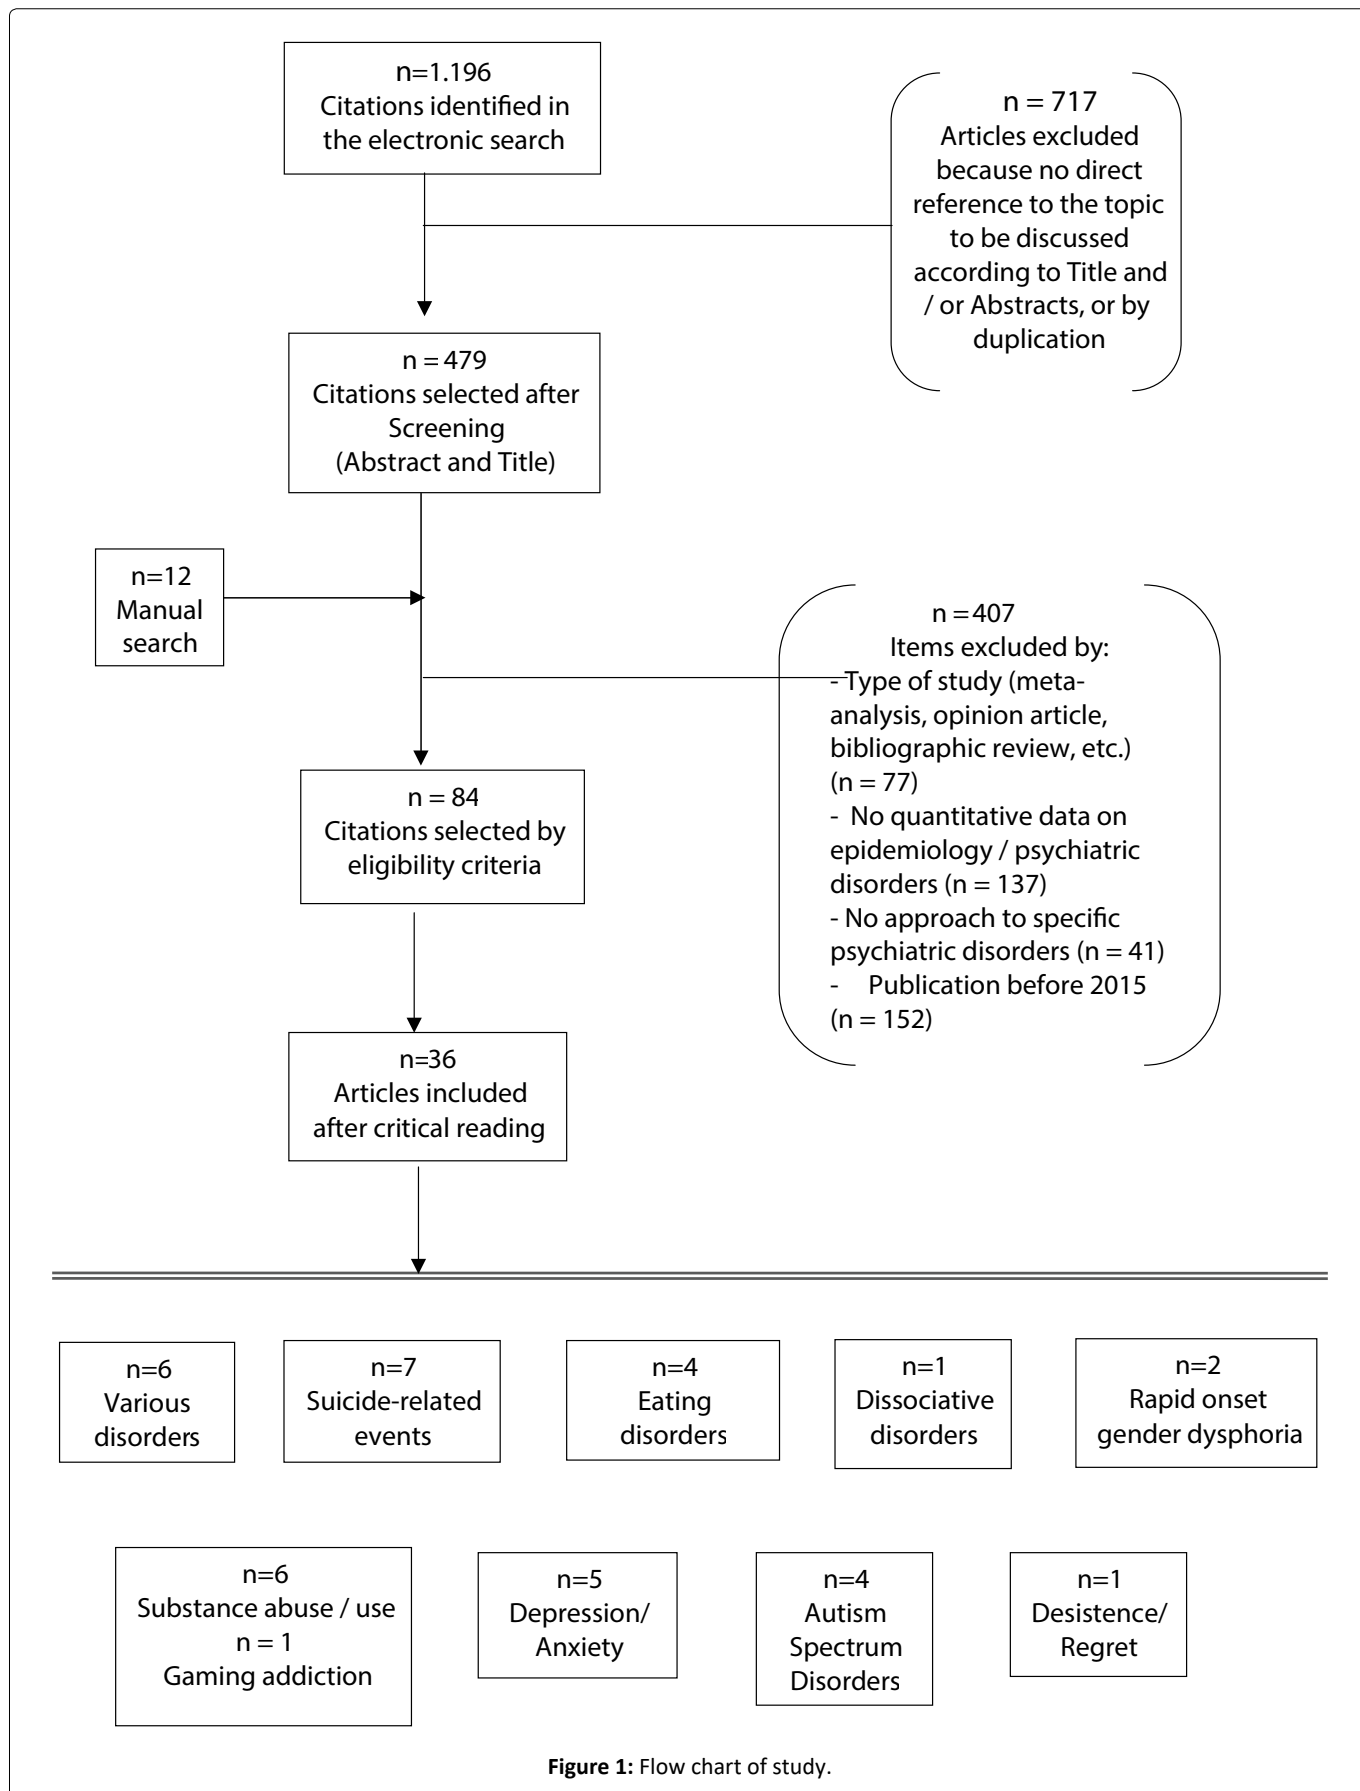 n=1.196
Citations identified in
the electronic search
n = 717
Articles excluded
because no direct
reference to the topic
to be discussed
according to Title and
/ or Abstracts, or by
duplication
n = 479
Citations selected after
Screening
(Abstract and Title)
n=12
Manual
search
n = 407
Items excluded by:
- Type of study (meta-
analysis, opinion article,
bibliographic review, etc.)
(n = 77)
- No quantitative data on
epidemiology / psychiatric
disorders (n = 137)
- No approach to specific
psychiatric disorders (n = 41)
- Publication before 2015
(n = 152)
n = 84
Citations selected by
eligibility criteria
n=36
Articles included
after critical reading
n=6
Various
disorders
n=7
Suicide-related
events
n=4
Eating
disorders
n=1
Dissociative
disorders
n=2
Rapid onset
gender dysphoria
n=6
Substance abuse / use
n = 1
Gaming addiction
n=5
Depression/
Anxiety
n=4
Autism
Spectrum
Disorders
n=1
Desistence/
Regret
Figure 1: Flow chart of study.